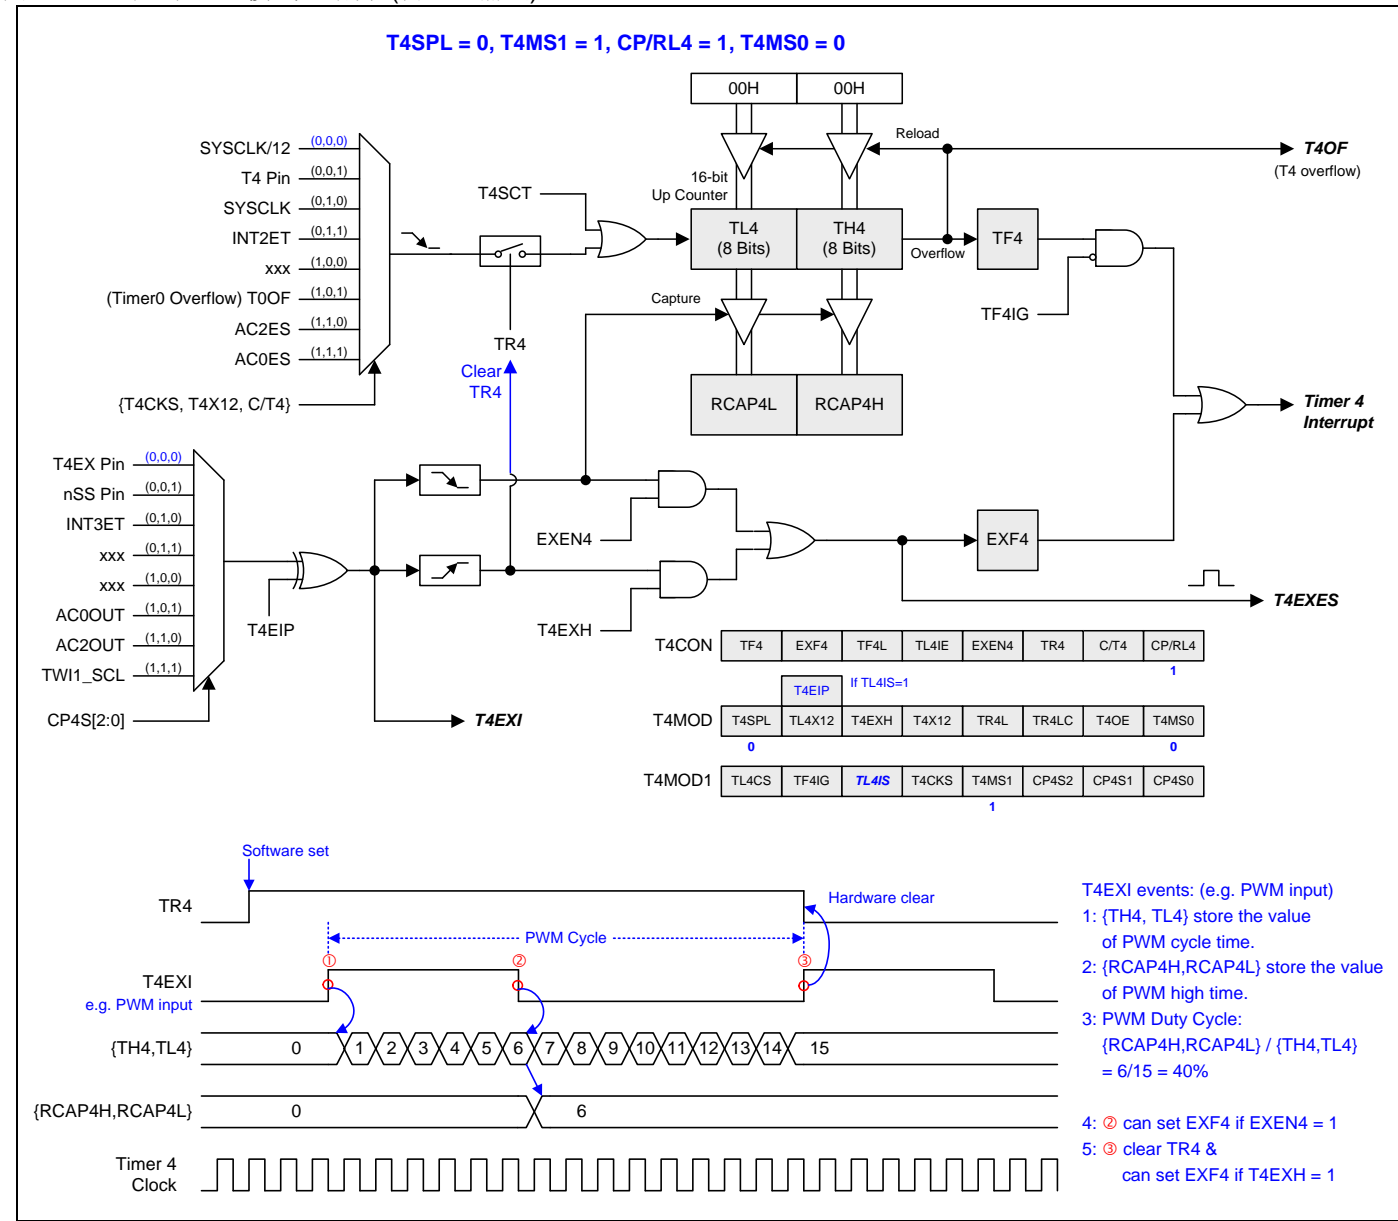 T4SPL = 0, T4MS1 = 1, CP/RL4 = 1, T4MS0 = 0
00H 00H
Reload
T4OF
(T4 overflow)
SYSCLK/12 (0,0,0)
T4 Pin (0,0,1)
SYSCLK (0,1,0)
INT2ET (0,1,1)
xxx (1,0,0)
(Timer0 Overflow) T0OF (1,0,1)
AC2ES (1,1,0)
AC0ES (1,1,1)
{T4CKS, T4X12, C/T4}
T4SCT
16-bit
Up Counter
TL4
(8 Bits)
TH4
(8 Bits)
Overflow
TF4
TF4IG
TR4
Clear
TR4
Capture
RCAP4L RCAP4H
Timer 4
Interrupt
T4EX Pin (0,0,0)
nSS Pin (0,0,1)
INT3ET (0,1,0)
xxx (0,1,1)
xxx (1,0,0)
AC0OUT (1,0,1)
AC2OUT (1,1,0)
TWI1_SCL (1,1,1)
CP4S[2:0]
T4EIP
EXEN4
T4EXH
EXF4
T4EXES
T4EXI
T4CON TF4 EXF4 TF4L TL4IE EXEN4 TR4 C/T4 CP/RL4
1
T4EIP If TL4IS=1
T4MOD T4SPL TL4X12 T4EXH T4X12 TR4L TR4LC T4OE T4MS0
0 0
T4MOD1 TL4CS TF4IG TL4IS T4CKS T4MS1 CP4S2 CP4S1 CP4S0
1
Software set
TR4
Hardware clear
PWM Cycle
① ② ③
T4EXI
e.g. PWM input
{TH4,TL4} 0 1 2 3 4 5 6 7 8 9 10 11 12 13 14 15
{RCAP4H,RCAP4L} 0 6
Timer 4
Clock
T4EXI events: (e.g. PWM input)
1: {TH4, TL4} store the value
of PWM cycle time.
2: {RCAP4H,RCAP4L} store the value
of PWM high time.
3: PWM Duty Cycle:
{RCAP4H,RCAP4L} / {TH4,TL4}
= 6/15 = 40%
4: ② can set EXF4 if EXEN4 = 1
5: ③ clear TR4 &
can set EXF4 if T4EXH = 1